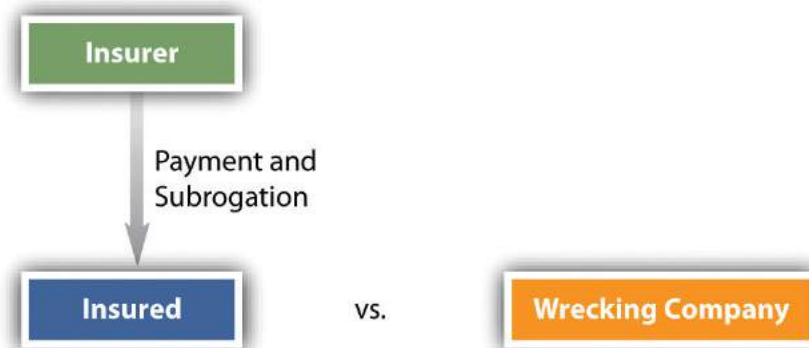 Insurer
Payment and
Subrogation
Insured vs. Wrecking Company